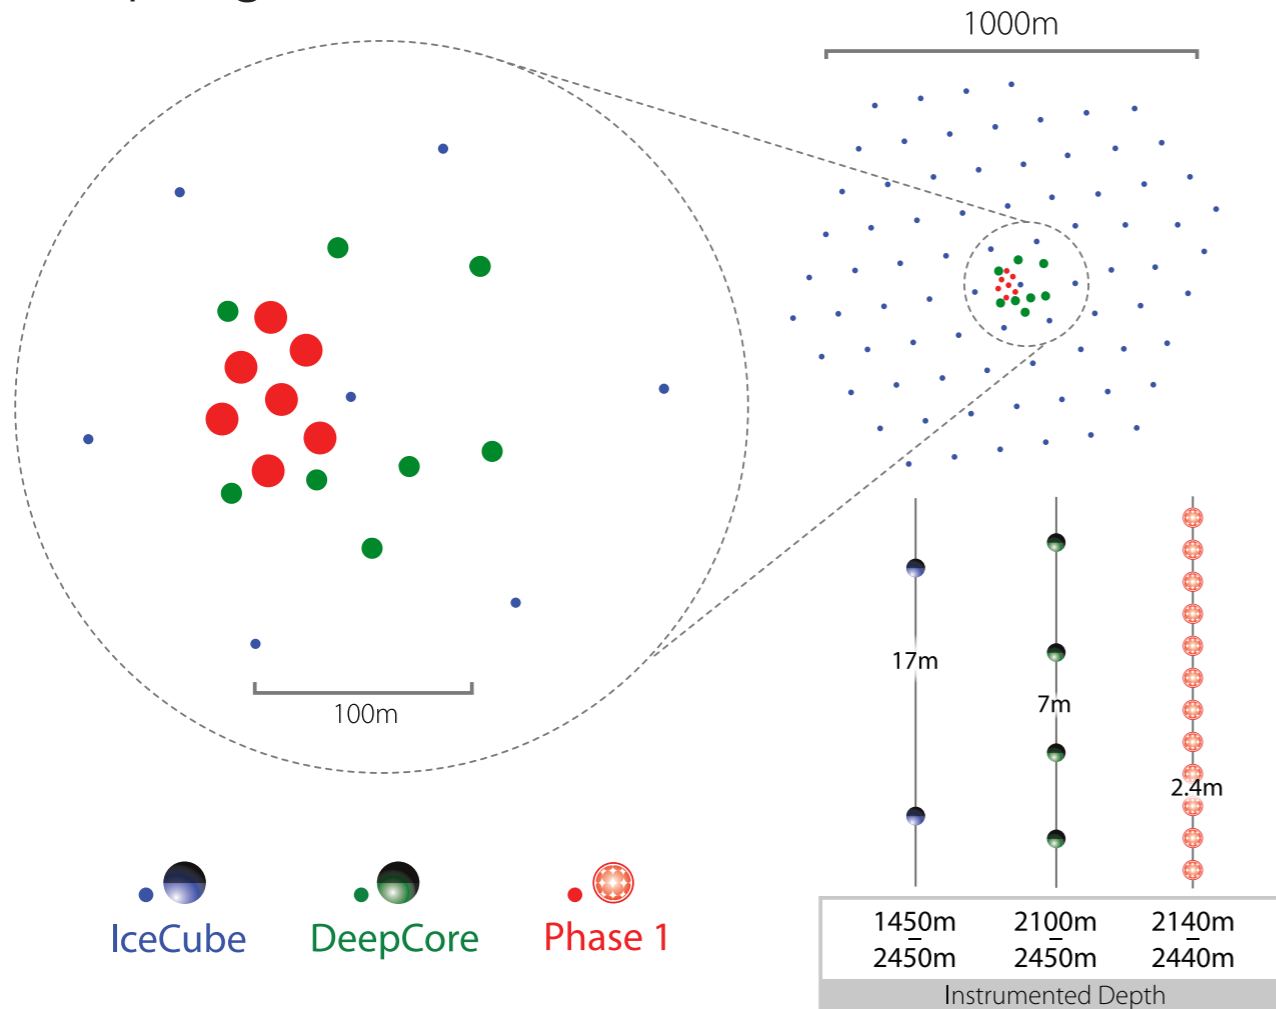 1000m
100m
17m
7m
2.4m
IceCube
DeepCore
Phase 1
1450m 2100m 2140m
– – –
2450m 2450m 2440m
Instrumented Depth